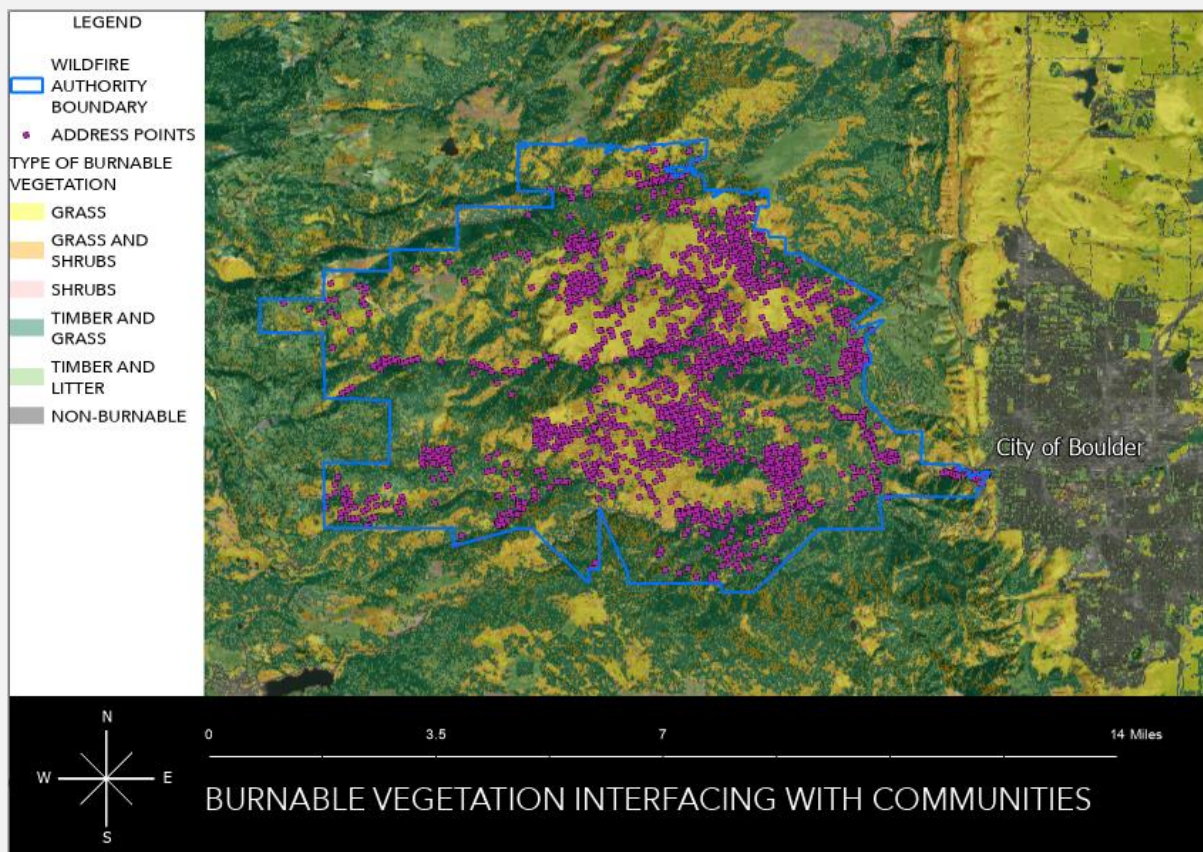 LEGEND
WILDFIRE
AUTHORITY
BOUNDARY
ADDRESS POINTS
TYPE OF BURNABLE
VEGETATION
GRASS
GRASS AND
SHRUBS
SHRUBS
TIMBER AND
GRASS
TIMBER AND
LITTER
NON-BURNABLE
City of Boulder
N
W E
S
0 3.5 7 14 Miles
BURNABLE VEGETATION INTERFACING WITH COMMUNITIES